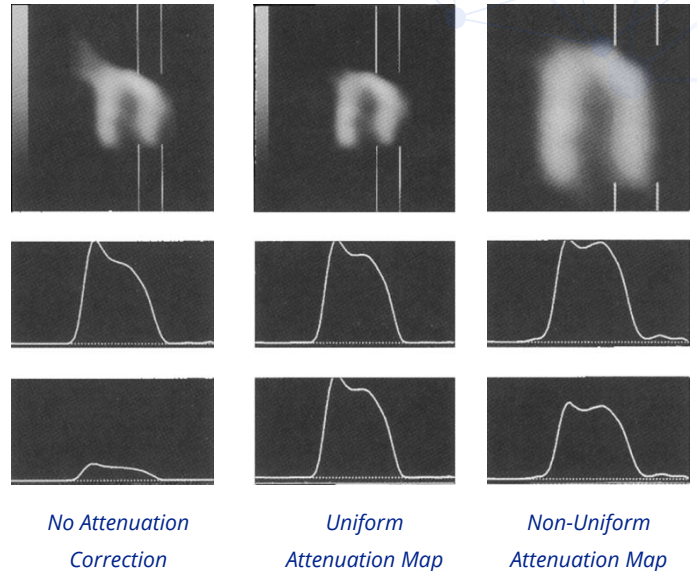 No Attenuation
Correction
Uniform
Attenuation Map
Non-Uniform
Attenuation Map